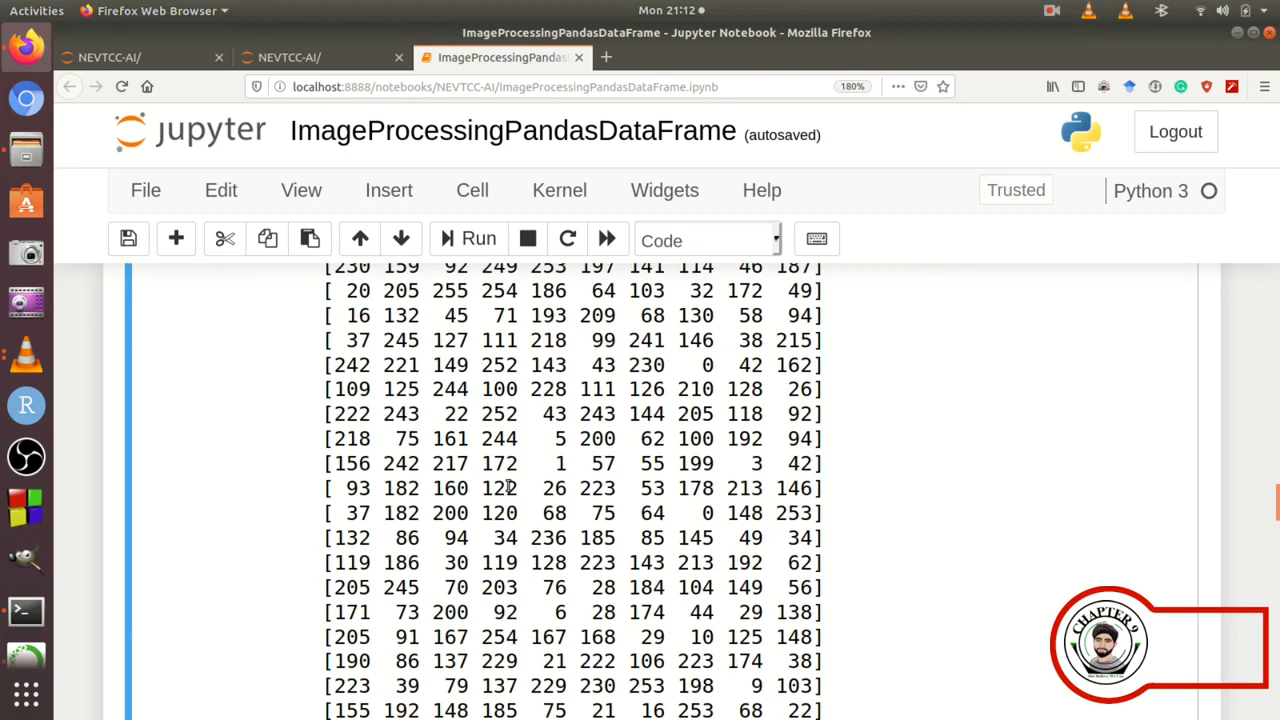 Activities Firefox Web Browser Mon 21:12
ImageProcessingPandasDataFrame - Jupyter Notebook - Mozilla Firefox
NEVTCC-AI/ NEVTCC-AI/ ImageProcessingPandas
localhost:8888/notebooks/NEVTCC-AI/ImageProcessingPandasDataFrame.ipynb 180%
jupyter ImageProcessingPandasDataFrame (autosaved) Logout
File Edit View Insert Cell Kernel Widgets Help Trusted Python 3
Run Code
[230 159 92 249 253 197 141 114 46 187]
[ 20 205 255 254 186 64 103 32 172 49]
[ 16 132 45 71 193 209 68 130 58 94]
[ 37 245 127 111 218 99 241 146 38 215]
[242 221 149 252 143 43 230 0 42 162]
[109 125 244 100 228 111 126 210 128 26]
[222 243 22 252 43 243 144 205 118 92]
[218 75 161 244 5 200 62 100 192 94]
[156 242 217 172 1 57 55 199 3 42]
[ 93 182 160 122 26 223 53 178 213 146]
[ 37 182 200 120 68 75 64 0 148 253]
[132 86 94 34 236 185 85 145 49 34]
[119 186 30 119 128 223 143 213 192 62]
[205 245 70 203 76 28 184 104 149 56]
[171 73 200 92 6 28 174 44 29 138]
[205 91 167 254 167 168 29 10 125 148]
[190 86 137 229 21 222 106 223 174 38]
[223 39 79 137 229 230 253 198 9 103]
[155 192 148 185 75 21 16 253 68 22]
R
CHAPTER 9